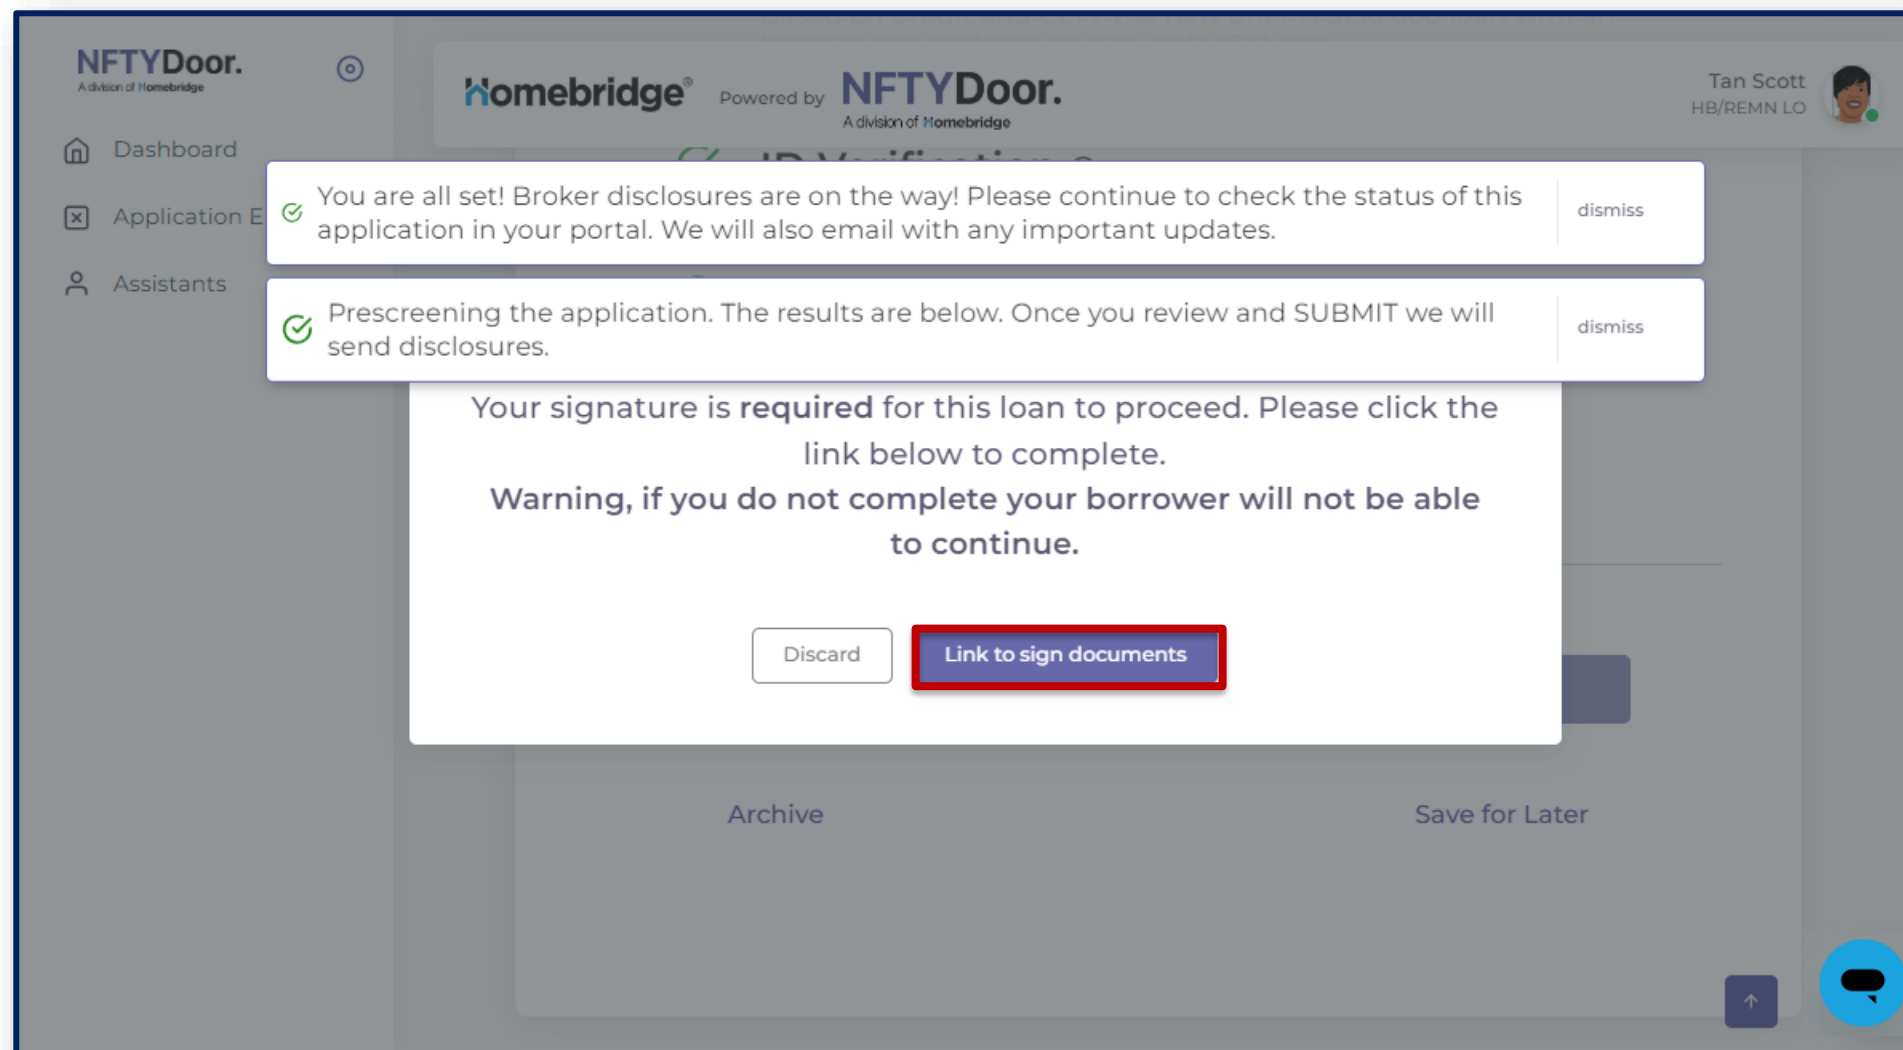 NFTYDoor.
A division of Homebridge
Dashboard
Application E
Assistants
Homebridge® Powered by NFTYDoor.
A division of Homebridge
Tan Scott
HB/REMN LO
ID Verification
You are all set! Broker disclosures are on the way! Please continue to check the status of this
application in your portal. We will also email with any important updates.
dismiss
Prescreening the application. The results are below. Once you review and SUBMIT we will
send disclosures.
dismiss
Your signature is required for this loan to proceed. Please click the
link below to complete.
Warning, if you do not complete your borrower will not be able
to continue.
Discard
Link to sign documents
Archive
Save for Later